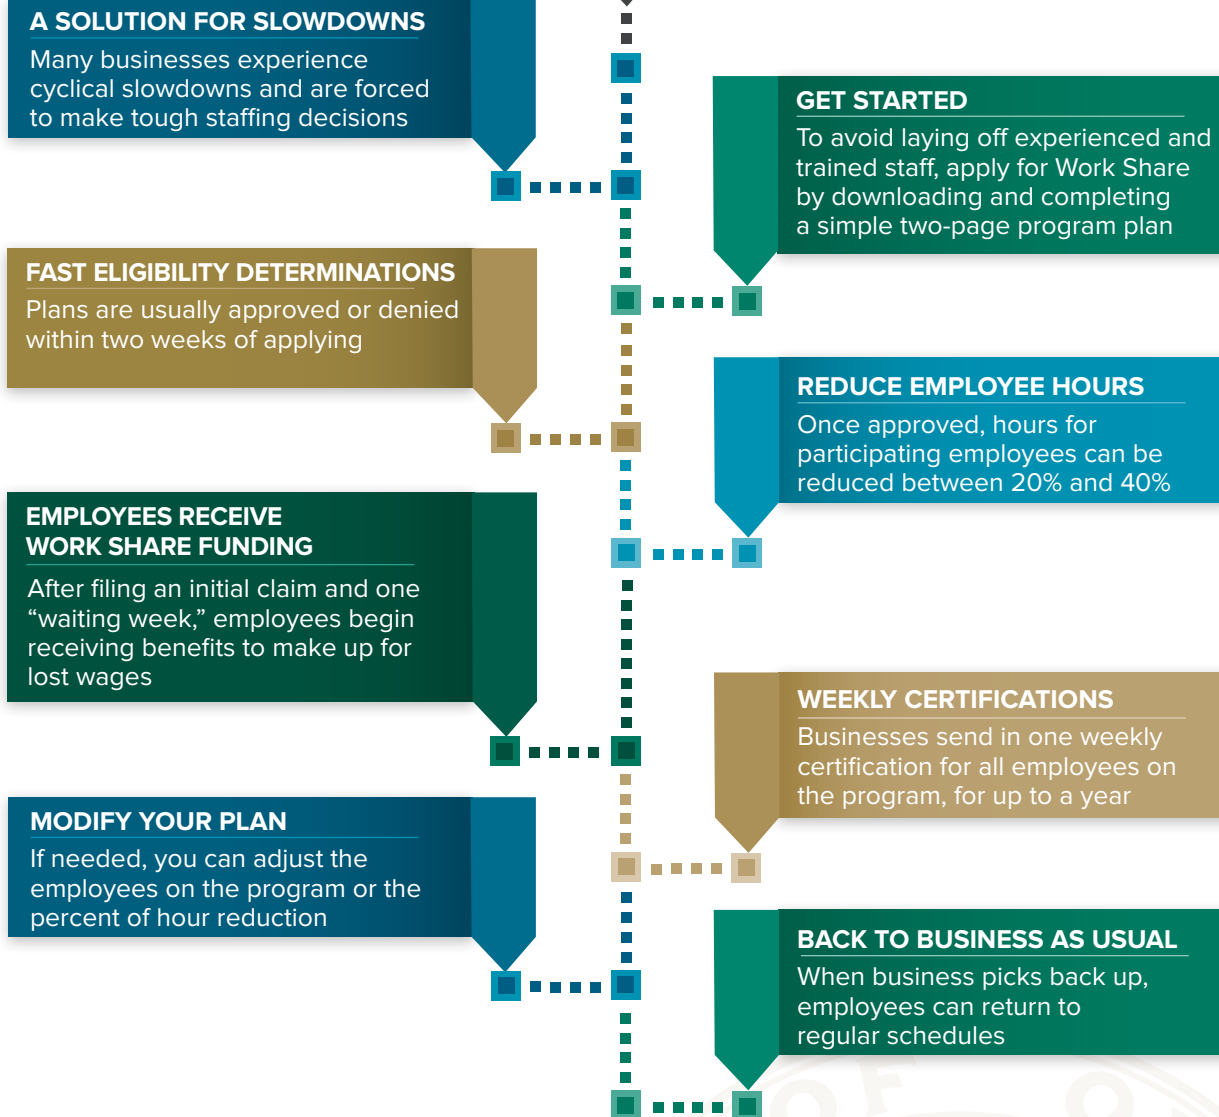 A SOLUTION FOR SLOWDOWNS
Many businesses experience
cyclical slowdowns and are forced
to make tough staffing decisions
GET STARTED
To avoid laying off experienced and
trained staff, apply for Work Share
by downloading and completing
a simple two-page program plan
FAST ELIGIBILITY DETERMINATIONS
Plans are usually approved or denied
within two weeks of applying
REDUCE EMPLOYEE HOURS
Once approved, hours for
participating employees can be
reduced between 20% and 40%
EMPLOYEES RECEIVE
WORK SHARE FUNDING
After filing an initial claim and one
“waiting week,” employees begin
receiving benefits to make up for
lost wages
WEEKLY CERTIFICATIONS
Businesses send in one weekly
certification for all employees on
the program, for up to a year
MODIFY YOUR PLAN
If needed, you can adjust the
employees on the program or the
percent of hour reduction
BACK TO BUSINESS AS USUAL
When business picks back up,
employees can return to
regular schedules
OF